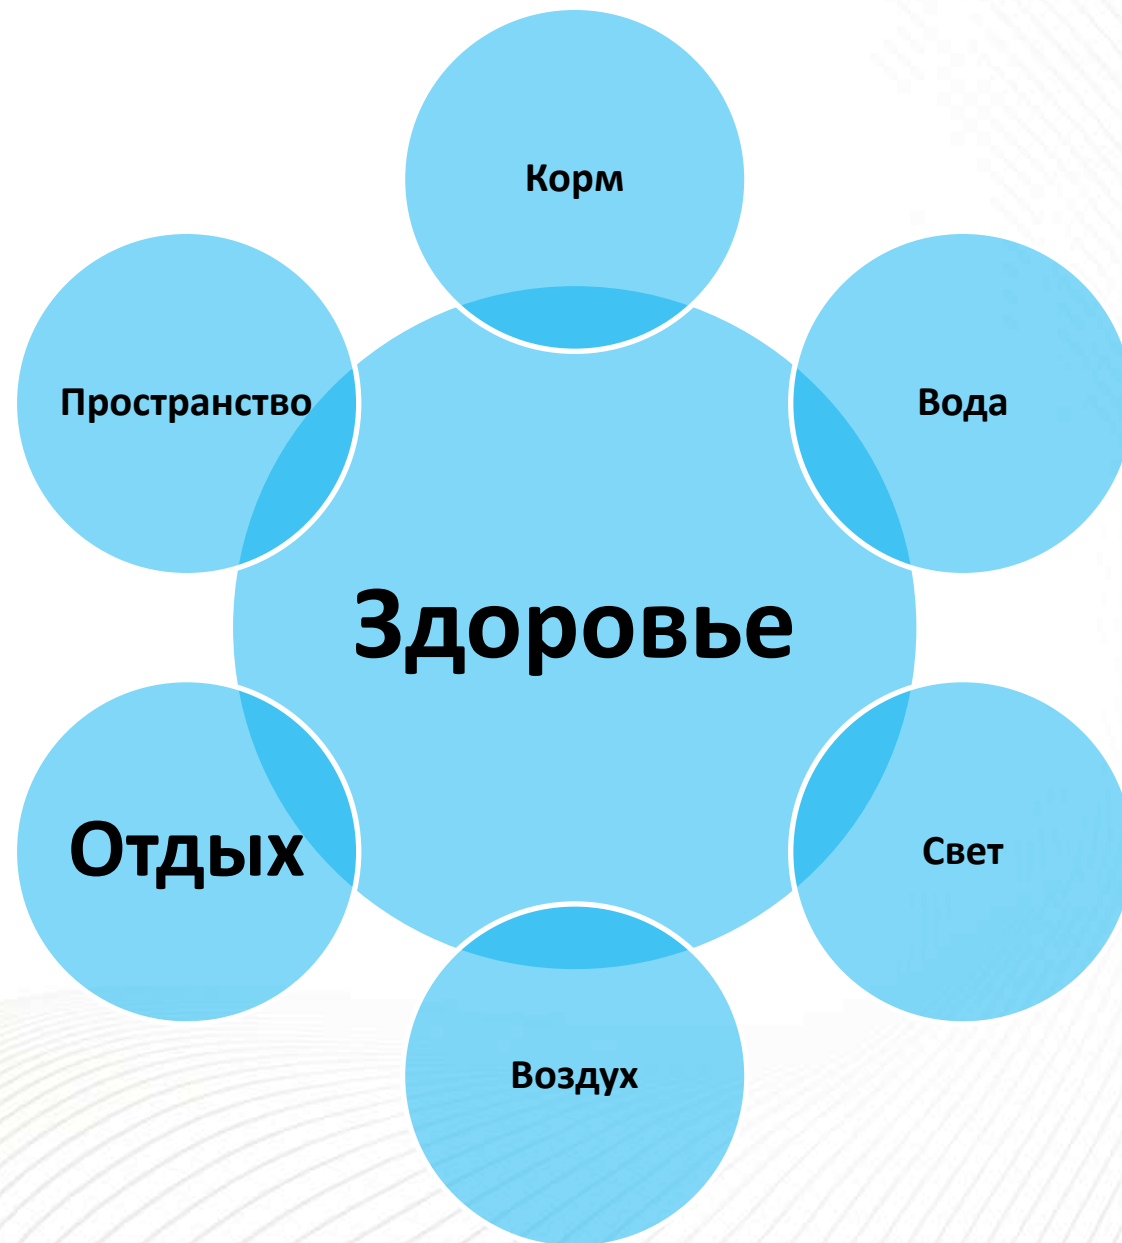 Корм
Пространство
Вода
Здоровье
Отдых
Свет
Воздух